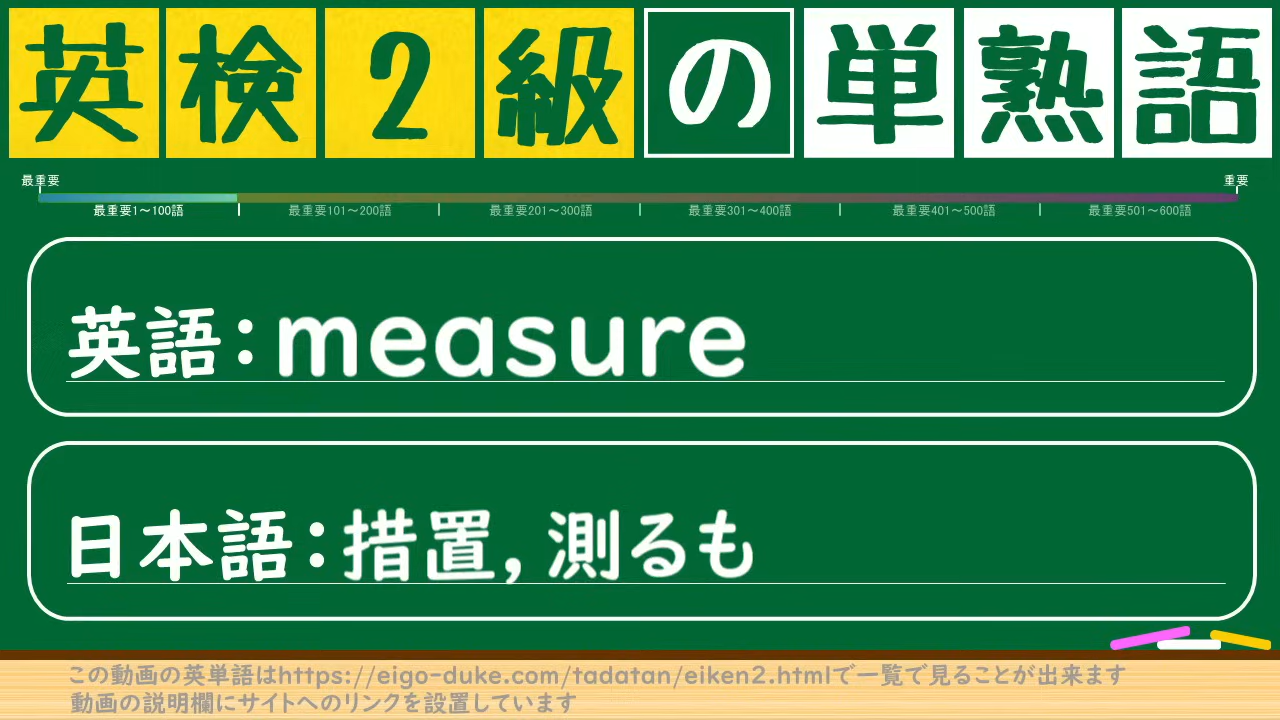 英検2級の単熟語
最重要 重要
最重要1～100語 最重要101～200語 最重要201～300語 最重要301～400語 最重要401～500語 最重要501～600語
英語：measure
日本語：措置，測るも
この動画の英単語はhttps://eigo-duke.com/tadatan/eiken2.htmlで一覧で見ることが出来ます
動画の説明欄にサイトへのリンクを設置しています